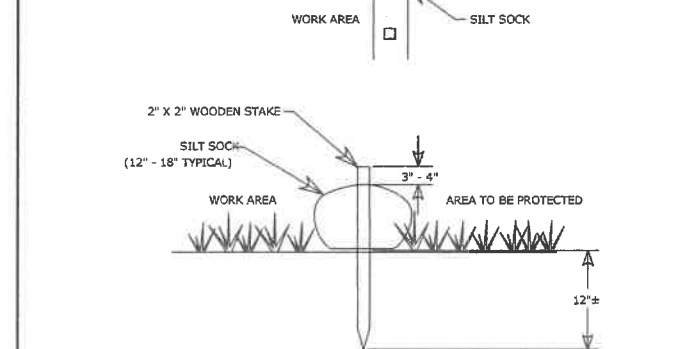 WORK AREA
SILT SOCK
2" X 2" WOODEN STAKE
SILT SOCK
(12" - 18" TYPICAL)
3" - 4"
WORK AREA
AREA TO BE PROTECTED
12"±